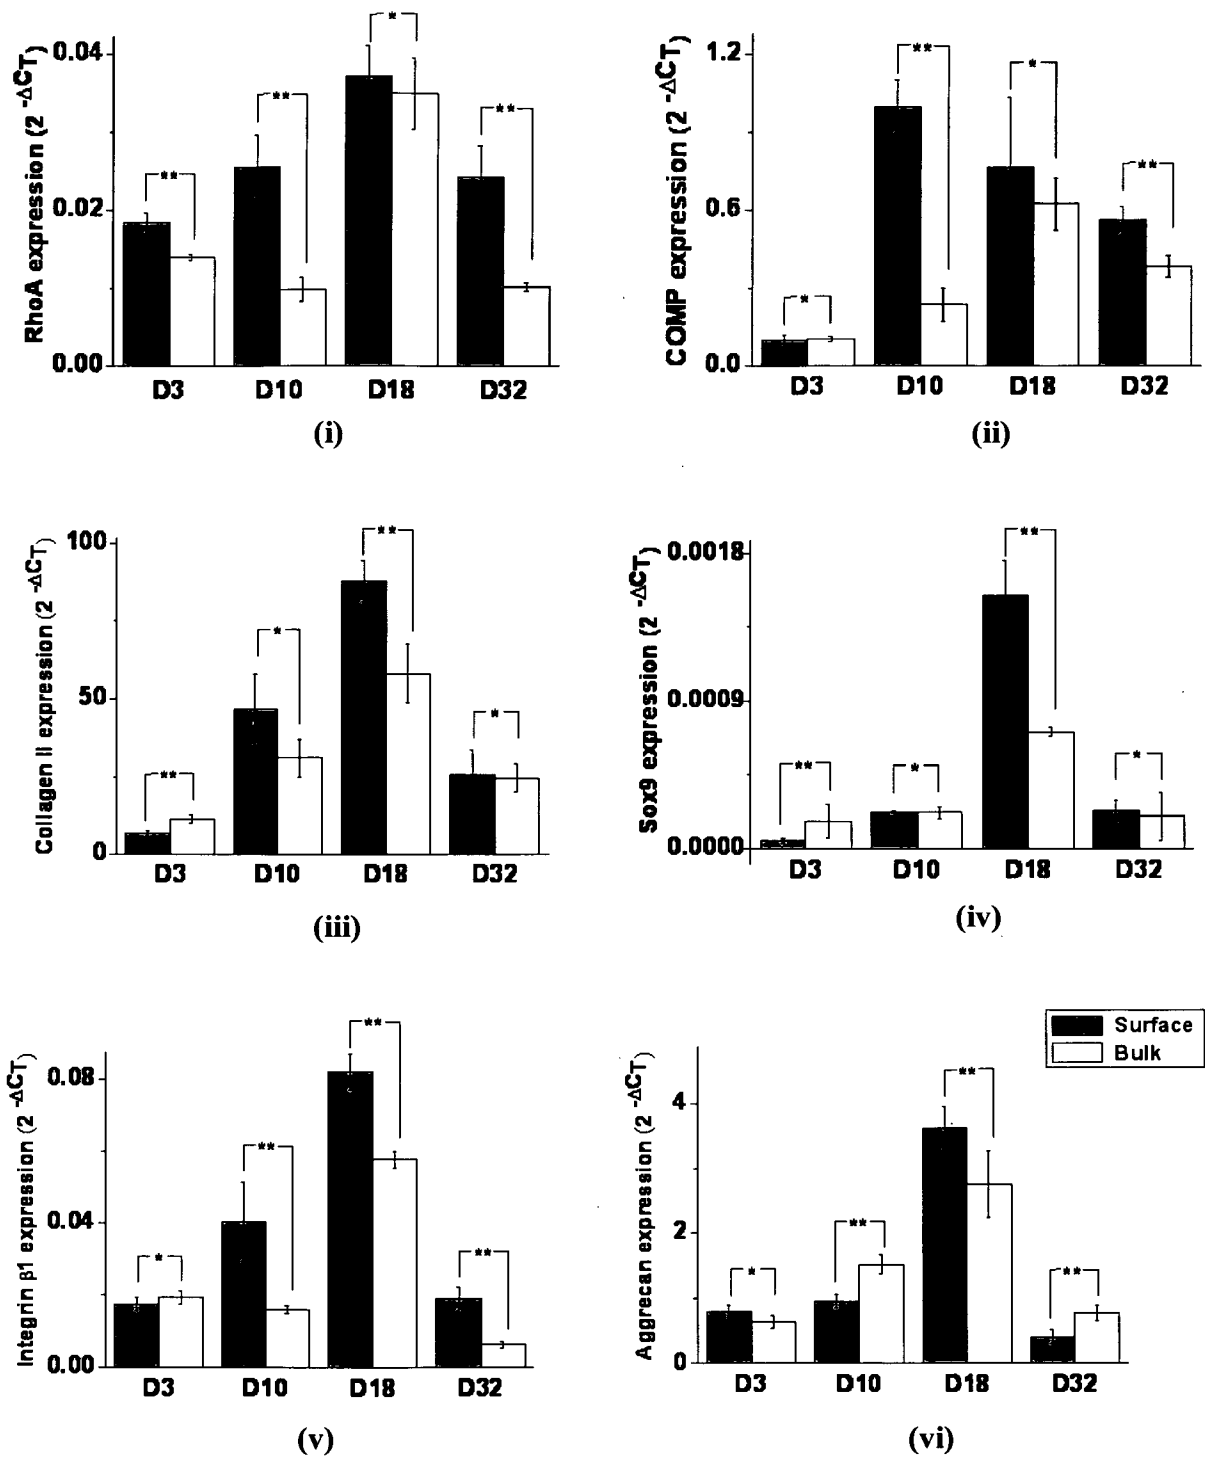 RhoA expression (2 -ΔCT)
0.04
0.02
0.00
*
**
**
**
D3 D10 D18 D32
(i)
COMP expression (2 -ΔCT)
1.2
0.6
0.0
**
*
**
*
D3 D10 D18 D32
(ii)
Collagen II expression (2 -ΔCT)
100
50
0
**
*
*
**
D3 D10 D18 D32
(iii)
Sox9 expression (2 -ΔCT)
0.0018
0.0009
0.0000
**
*
**
*
D3 D10 D18 D32
(iv)
Integrin β1 expression (2 -ΔCT)
0.08
0.04
0.00
**
**
**
*
D3 D10 D18 D32
(v)
Surface
Bulk
Aggrecan expression (2 -ΔCT)
4
2
0
**
**
*
**
D3 D10 D18 D32
(vi)